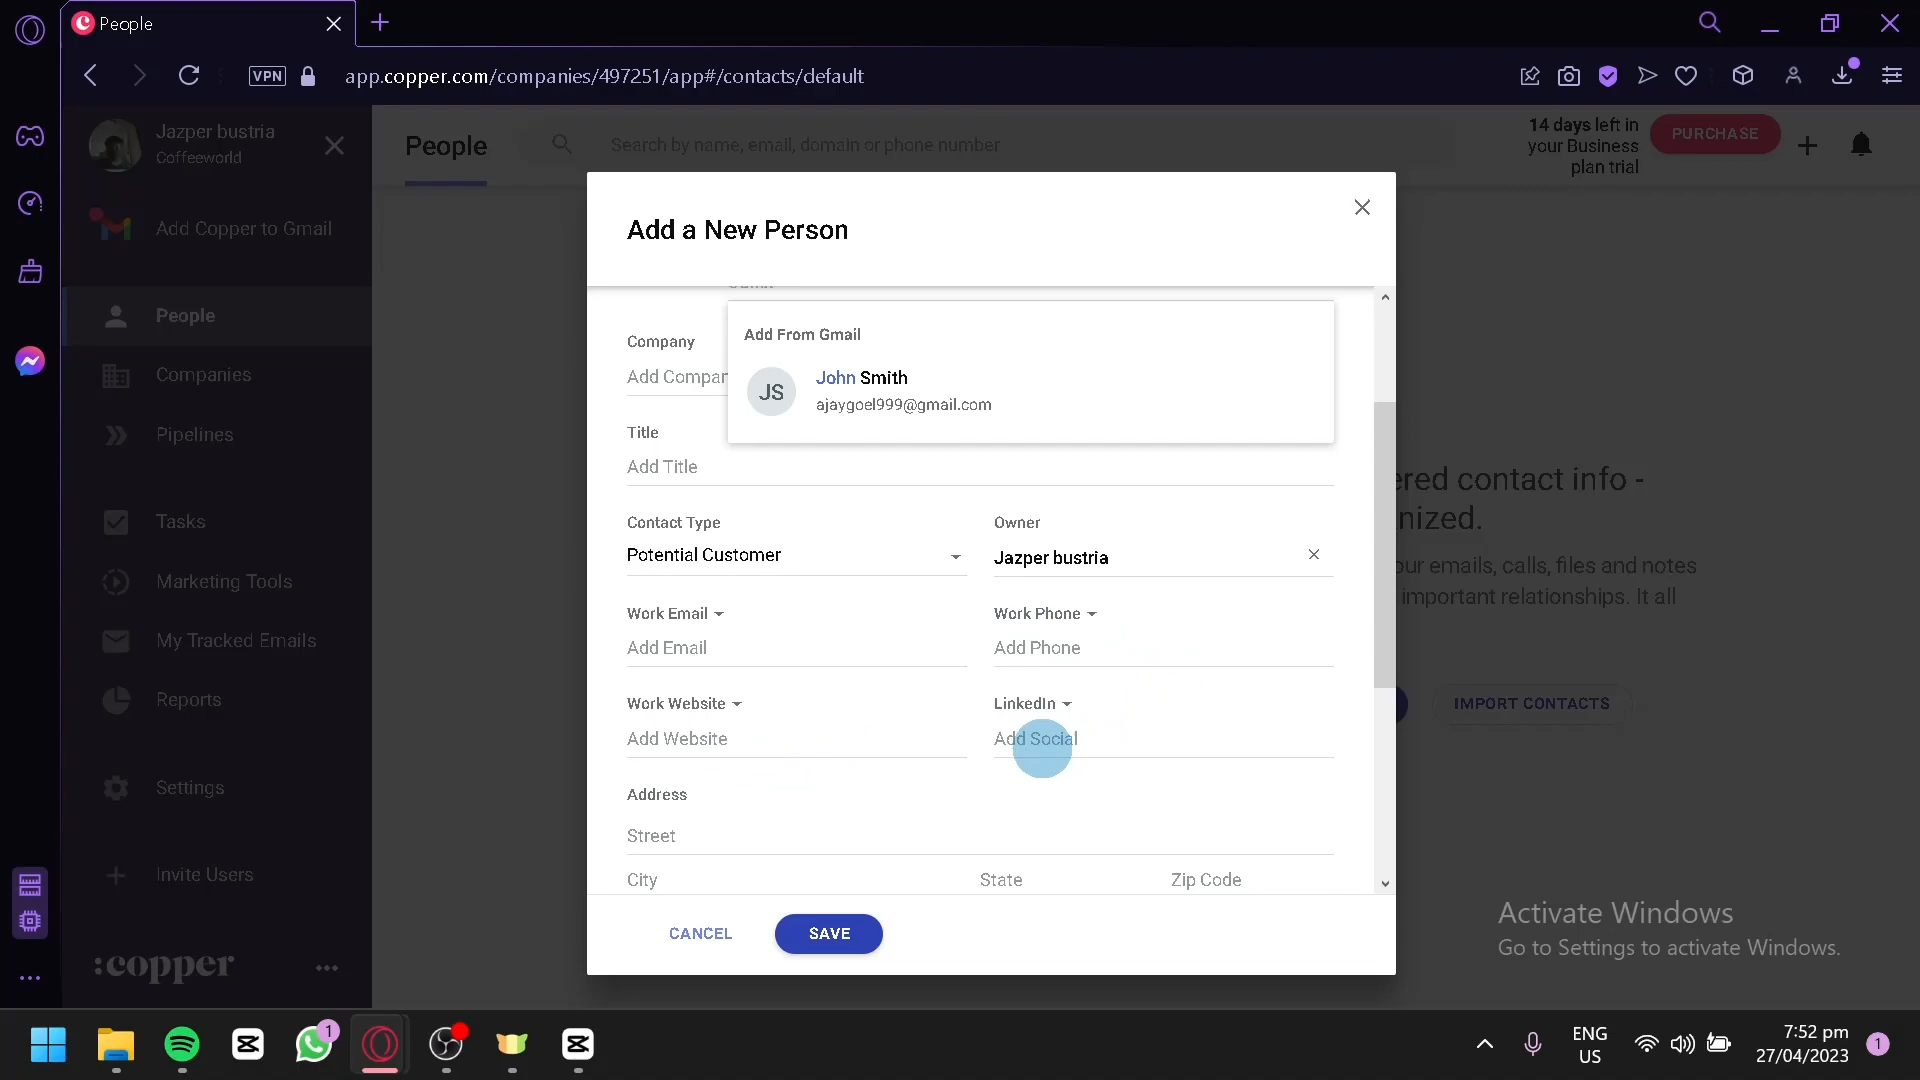 People
VPN
app.copper.com/companies/497251/app#/contacts/default
Jazper bustria
Coffeeworld
Add Copper to Gmail
People
Companies
Pipelines
Tasks
Marketing Tools
My Tracked Emails
Reports
Settings
Invite Users
:copper
People
Search by name, email, domain or phone number
14 days left in
your Business
plan trial
PURCHASE
Add a New Person
Company
Add Compan
Add From Gmail
JS
John Smith
ajaygoel999@gmail.com
Title
Add Title
Contact Type
Potential Customer
Owner
Jazper bustria
Work Email
Add Email
Work Phone
Add Phone
Work Website
Add Website
LinkedIn
Add Social
Address
Street
City
State
Zip Code
CANCEL
SAVE
ered contact info -
nized.
our emails, calls, files and notes
important relationships. It all
IMPORT CONTACTS
Activate Windows
Go to Settings to activate Windows.
1
ENG
US
7:52 pm
27/04/2023
1